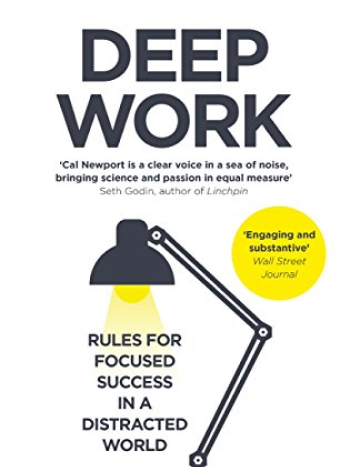 DEEP
WORK
‘Cal Newport is a clear voice in a sea of noise,
bringing science and passion in equal measure’
Seth Godin, author of Linchpin
‘Engaging and
substantive’
Wall Street
Journal
RULES FOR
FOCUSED
SUCCESS
IN A
DISTRACTED
WORLD